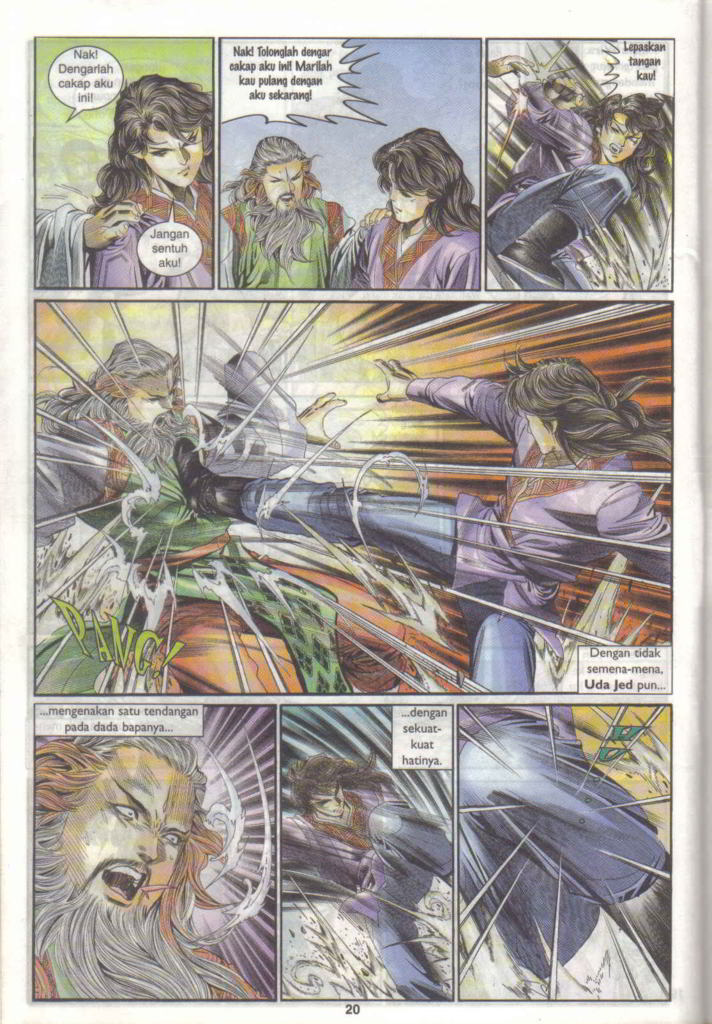 Nak!
Dengarlah
cakap aku
ini!
Jangan
sentuh
aku!
Nak! Tolonglah dengar
cakap aku ini! Marilah
kau pulang dengan
aku sekarang!
Lepaskan
tangan
kau!
PANG!
Dengan tidak
semena-mena,
Uda Jed pun...
...mengenakan satu tendangan
pada dada bapanya...
...dengan
sekuat-
kuat
hatinya.
20